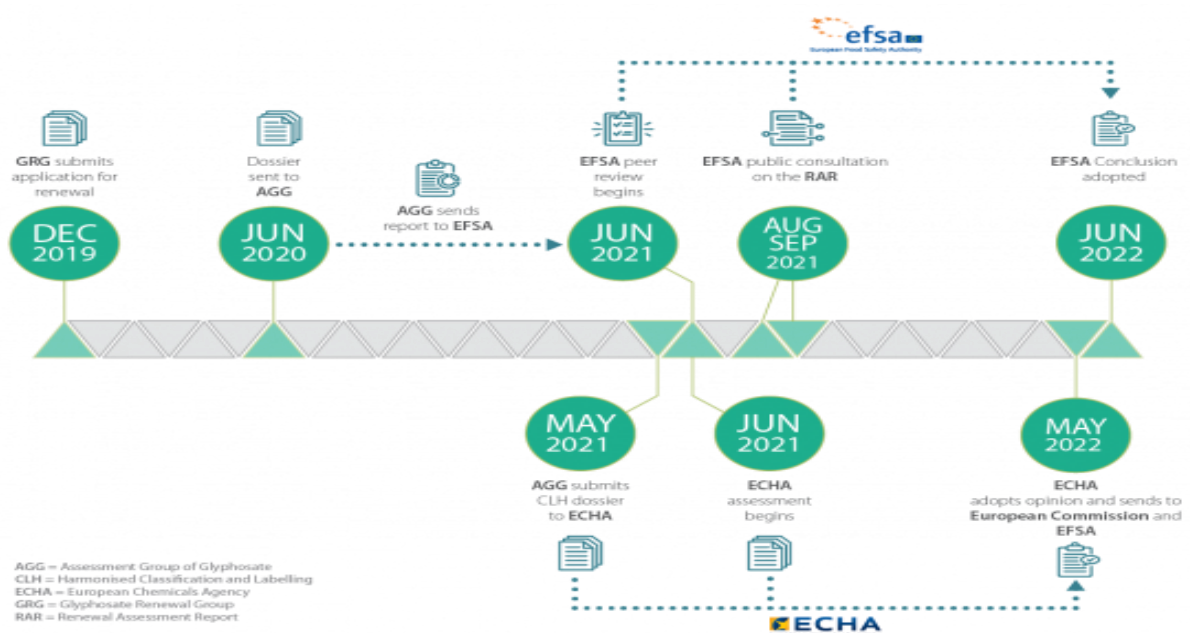 efsa
European Food Safety Authority
GRG submits
application for
renewal
DEC
2019
Dossier
sent to
AGG
JUN
2020
AGG sends
report to EFSA
EFSA peer
review
begins
JUN
2021
EFSA public consultation
on the RAR
AUG
SEP
2021
EFSA Conclusion
adopted
JUN
2022
MAY
2021
AGG submits
CLH dossier
to ECHA
JUN
2021
ECHA
assessment
begins
MAY
2022
ECHA
adopts opinion and sends to
European Commission and
EFSA
AGG = Assessment Group of Glyphosate
CLH = Harmonised Classification and Labelling
ECHA = European Chemicals Agency
GRG = Glyphosate Renewal Group
RAR = Renewal Assessment Report
ECHA